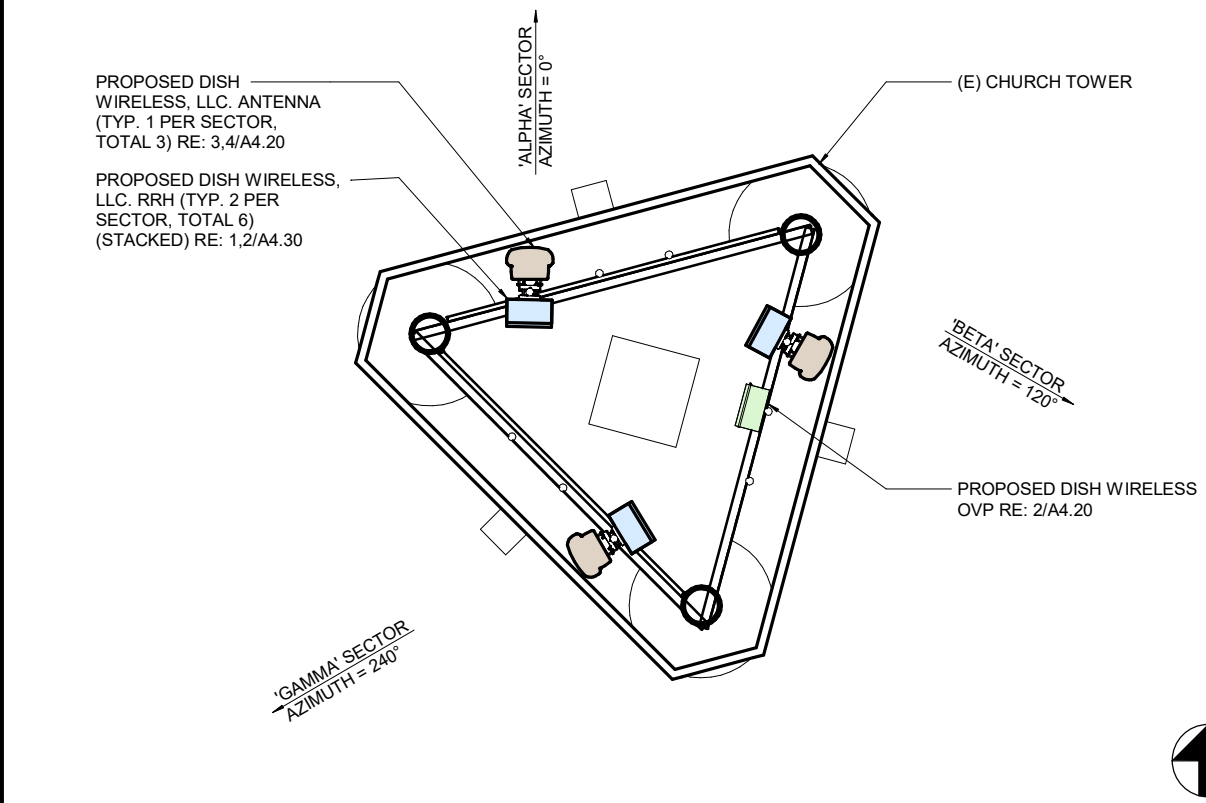 PROPOSED DISH
WIRELESS, LLC. ANTENNA
(TYP. 1 PER SECTOR,
TOTAL 3) RE: 3,4/A4.20
PROPOSED DISH WIRELESS,
LLC. RRH (TYP. 2 PER
SECTOR, TOTAL 6)
(STACKED) RE: 1,2/A4.30
'ALPHA' SECTOR
AZIMUTH = 0°
(E) CHURCH TOWER
'BETA' SECTOR
AZIMUTH = 120°
PROPOSED DISH WIRELESS
OVP RE: 2/A4.20
'GAMMA' SECTOR
AZIMUTH = 240°